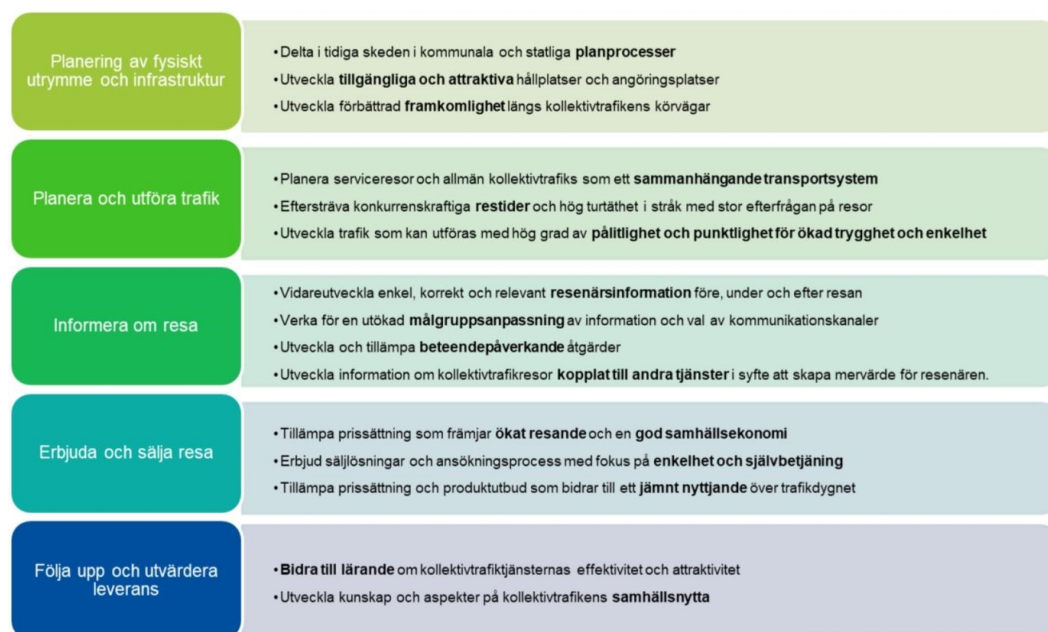 Planering av fysiskt
utrymme och infrastruktur
• Delta i tidiga skeden i kommunala och statliga planprocesser
• Utveckla tillgängliga och attraktiva hållplatser och angöringsplatser
• Utveckla förbättrad framkomlighet längs kollektivtrafikens körvägar
Planera och utföra trafik
• Planera serviceresor och allmän kollektivtrafiks som ett sammanhängande transportsystem
• Eftersträva konkurrenskraftiga restider och hög turtäthet i stråk med stor efterfrågan på resor
• Utveckla trafik som kan utföras med hög grad av pålitlighet och punktlighet för ökad trygghet och enkelhet
Informera om resa
• Vidareutveckla enkel, korrekt och relevant resenärsinformation före, under och efter resan
• Verka för en utökad målgruppsanpassning av information och val av kommunikationskanaler
• Utveckla och tillämpa beteendepåverkande åtgärder
• Utveckla information om kollektivtrafikresor kopplat till andra tjänster i syfte att skapa mervärde för resenären.
Erbjuda och sälja resa
• Tillämpa prissättning som främjar ökat resande och en god samhällsekonomi
• Erbjud säljlösningar och ansökningsprocess med fokus på enkelhet och självbetjäning
• Tillämpa prissättning och produktutbud som bidrar till ett jämnt nyttjande över trafikdygnet
Följa upp och utvärdera
leverans
• Bidra till lärande om kollektivtrafiktjänsternas effektivitet och attraktivitet
• Utveckla kunskap och aspekter på kollektivtrafikens samhällsnytta